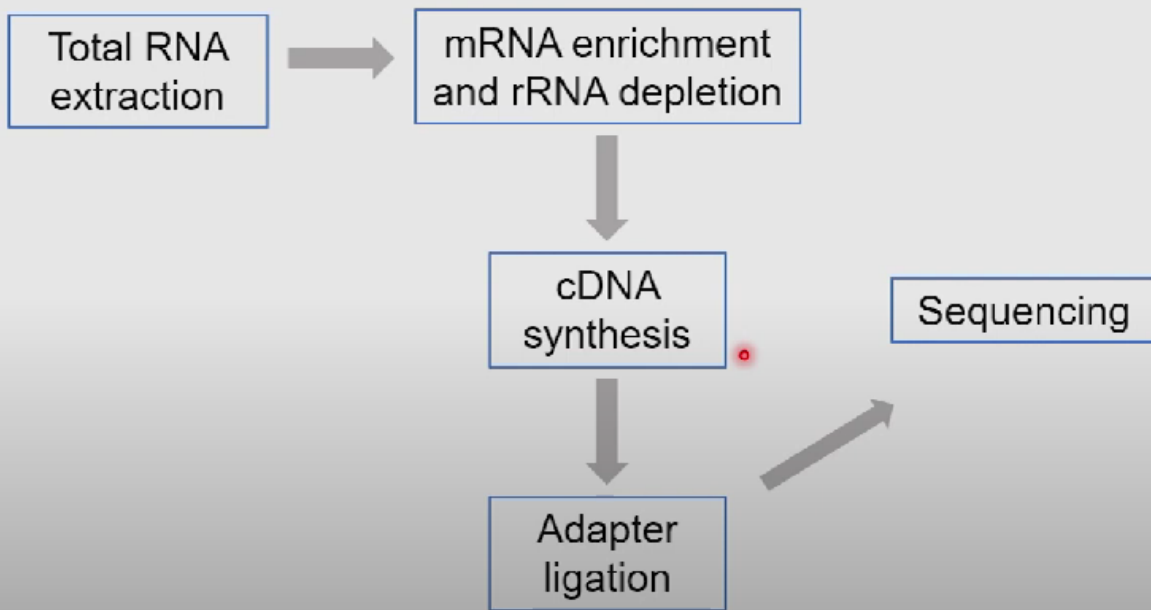 Total RNA
extraction
mRNA enrichment
and rRNA depletion
cDNA
synthesis
Sequencing
Adapter
ligation